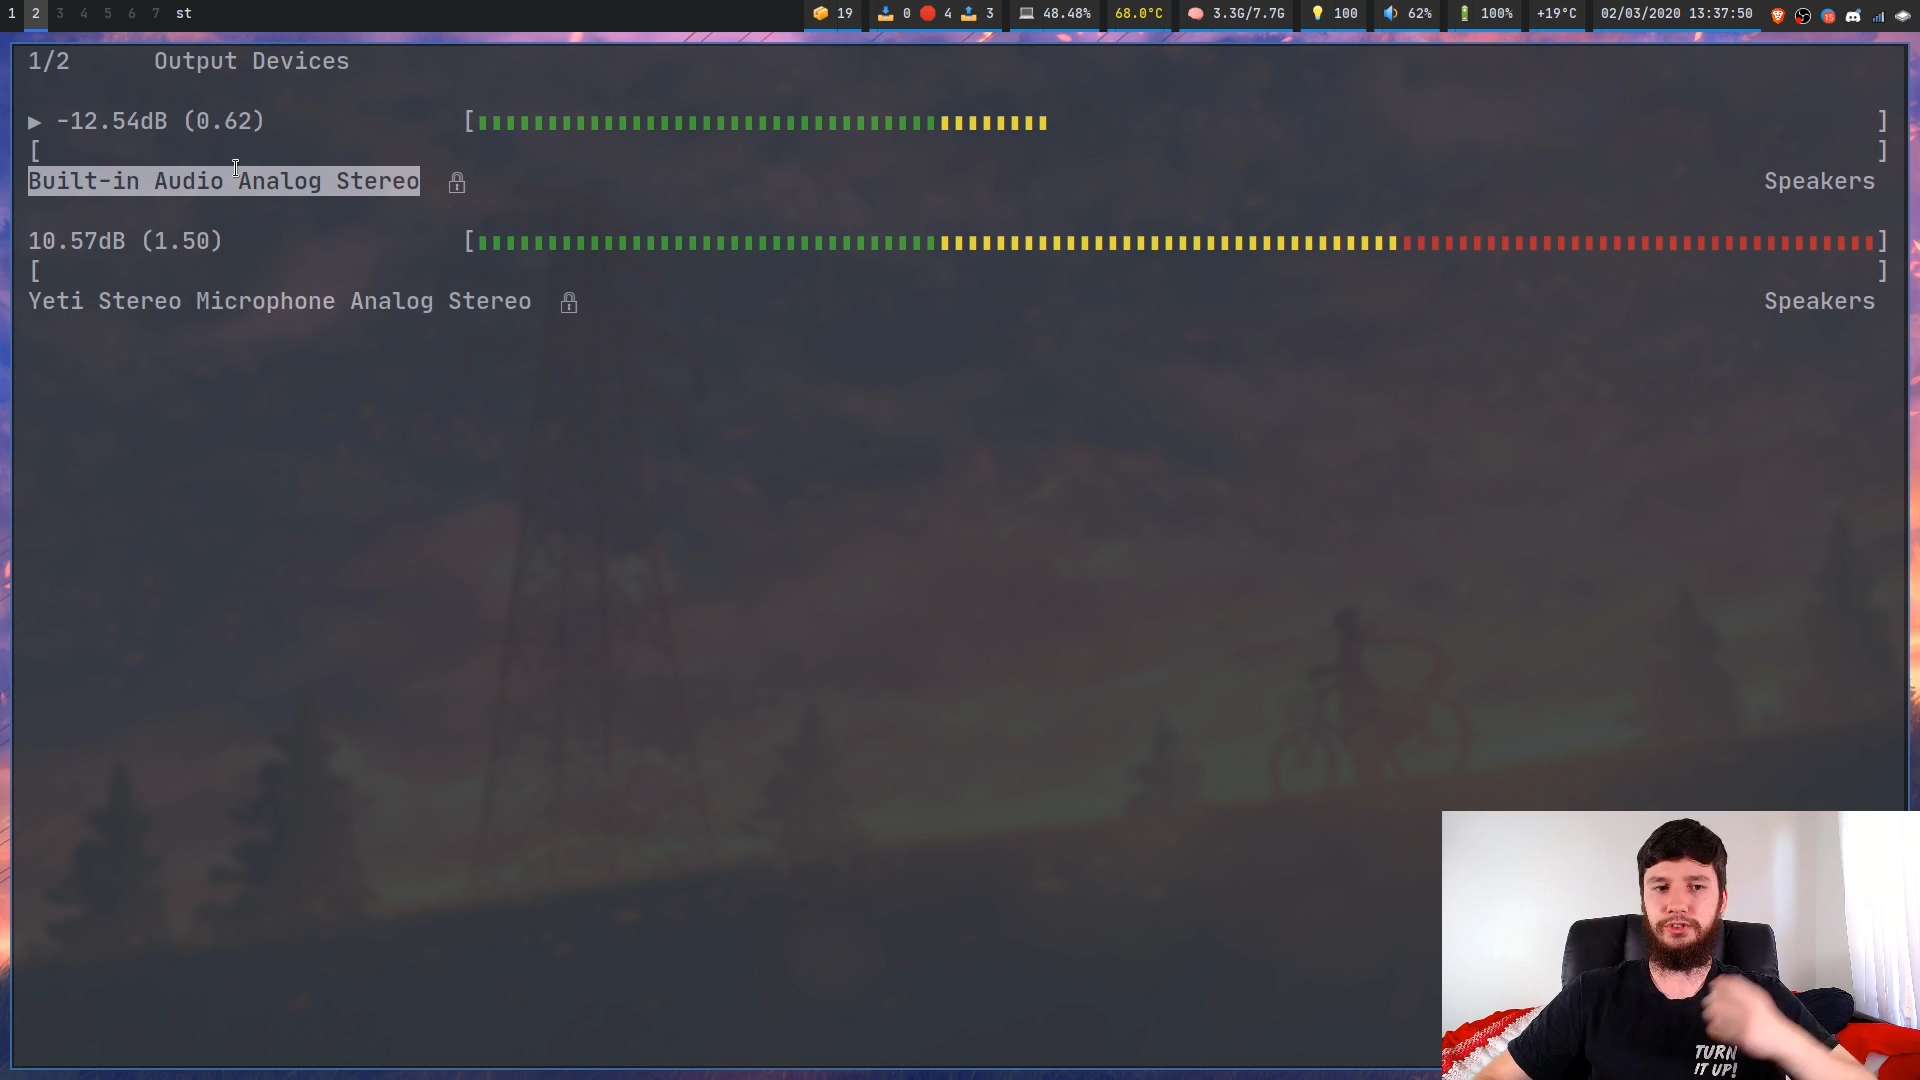 1 2 3 4 5 6 7 st 19 0 4 3 48.48% 68.0°C 3.3G/7.7G 100 62% 100% +19°C 02/03/2020 13:37:50 15
1/2 Output Devices
▶ -12.54dB (0.62) [ ]
[ ]
Built-in Audio Analog Stereo Speakers
10.57dB (1.50) [ ]
[ ]
Yeti Stereo Microphone Analog Stereo Speakers
TURN
IT UP!